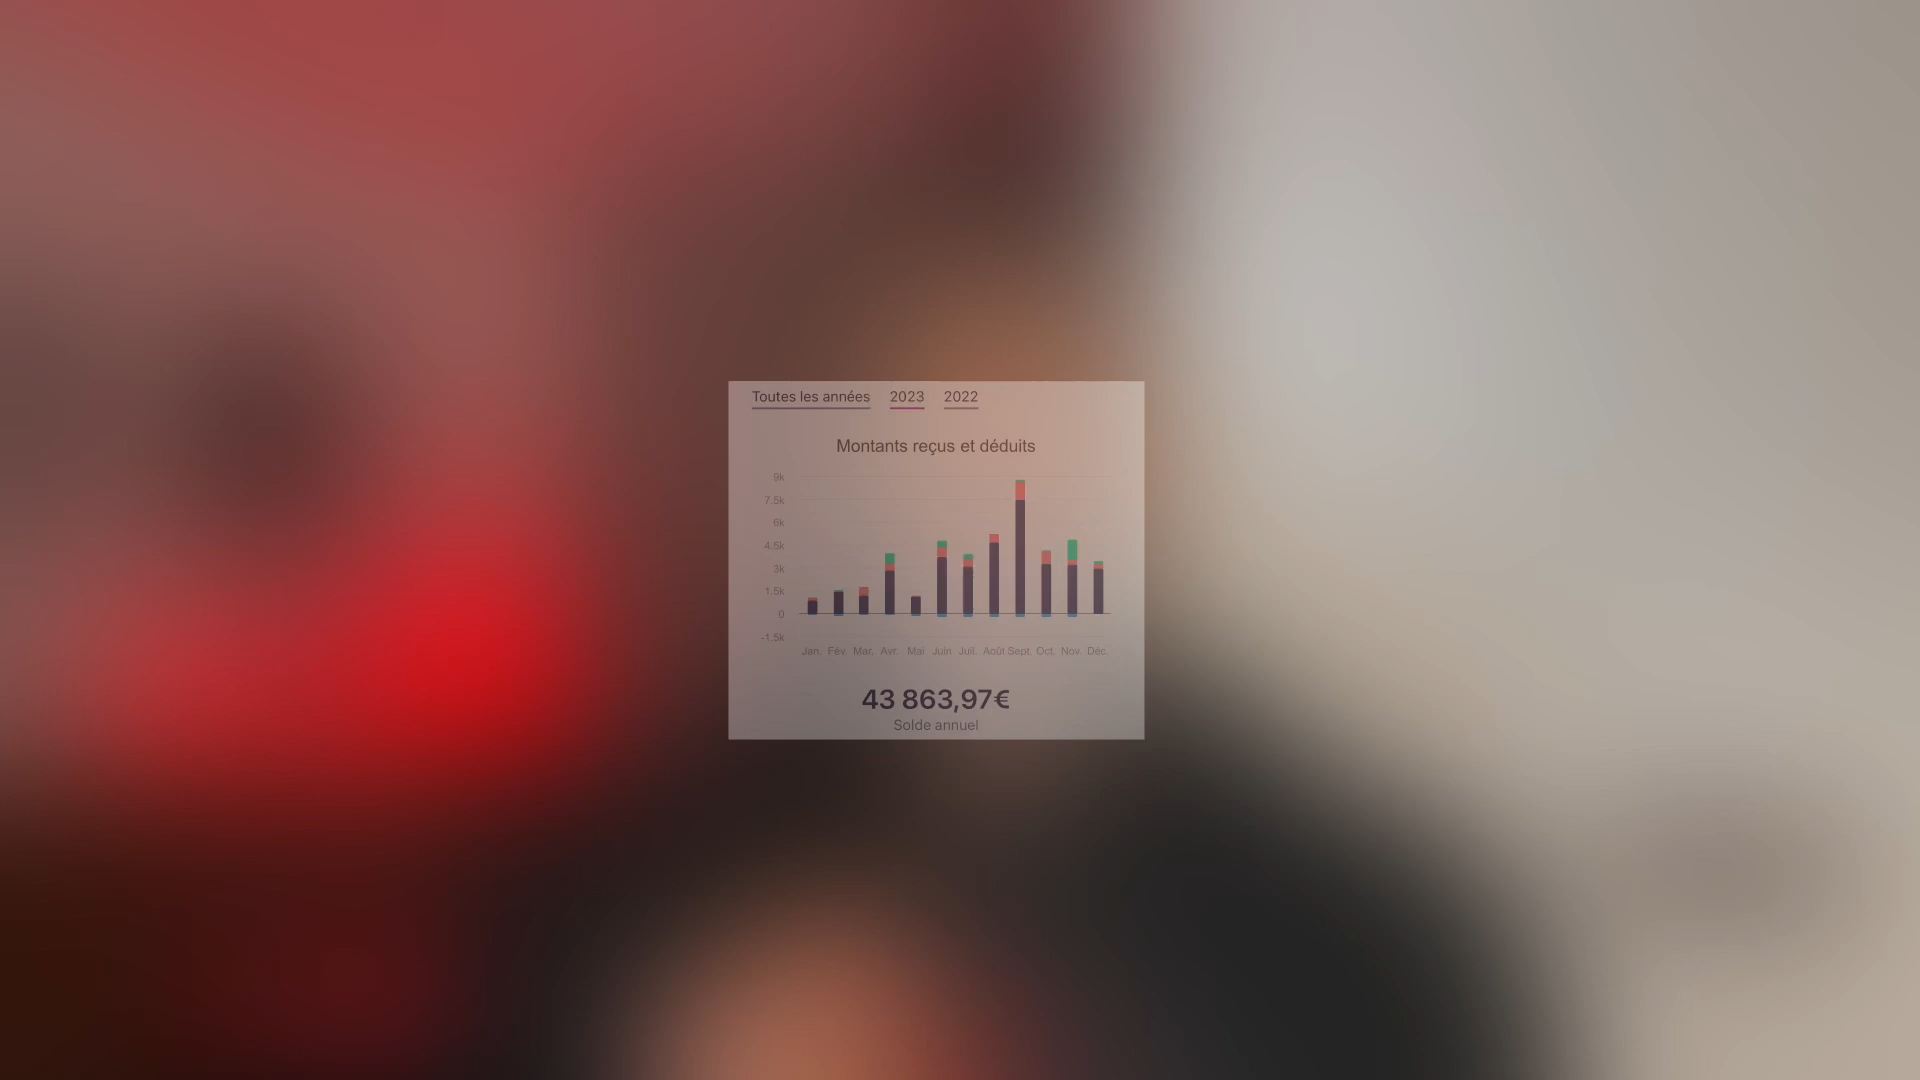 Toutes les années 2023 2022
Montants reçus et déduits
9k
7.5k
6k
4.5k
3k
1.5k
0
-1.5k
Jan. Fév. Mar. Avr. Mai Juin Juil. Août Sept. Oct. Nov. Déc.
43 863,97€
Solde annuel